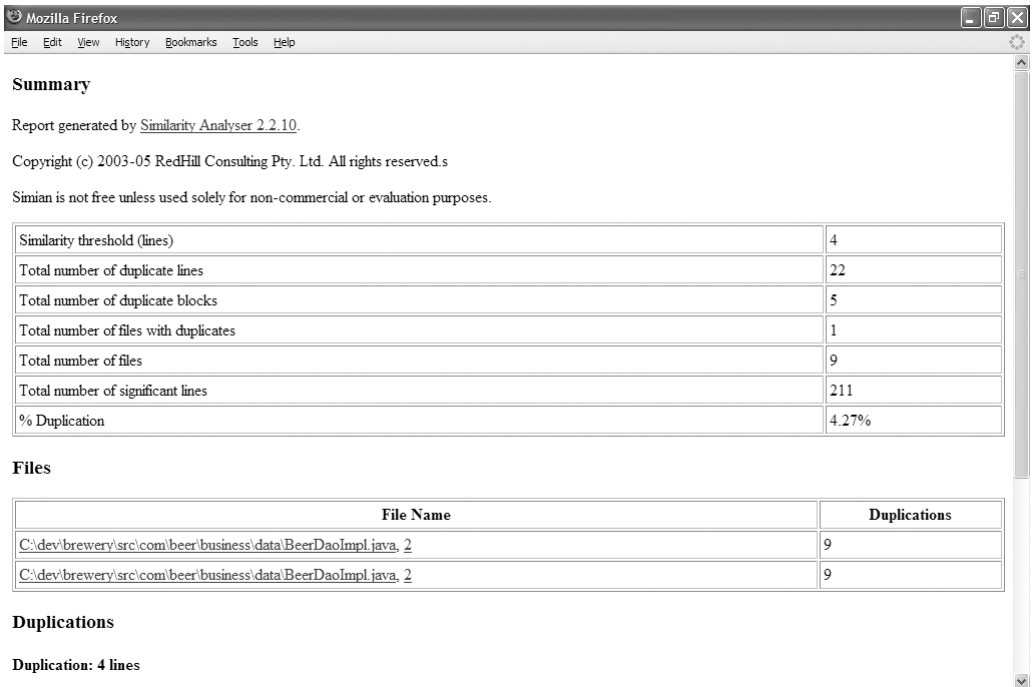 Mozilla Firefox
File Edit View History Bookmarks Tools Help
Summary
Report generated by Similarity Analyser 2.2.10.
Copyright (c) 2003-05 RedHill Consulting Pty. Ltd. All rights reserved.s
Simian is not free unless used solely for non-commercial or evaluation purposes.
Similarity threshold (lines) 4
Total number of duplicate lines 22
Total number of duplicate blocks 5
Total number of files with duplicates 1
Total number of files 9
Total number of significant lines 211
% Duplication 4.27%
Files
File Name Duplications
C:\dev\brewery\src\com\beer\business\data\BeerDaoImpl.java, 2 9
C:\dev\brewery\src\com\beer\business\data\BeerDaoImpl.java, 2 9
Duplications
Duplication: 4 lines